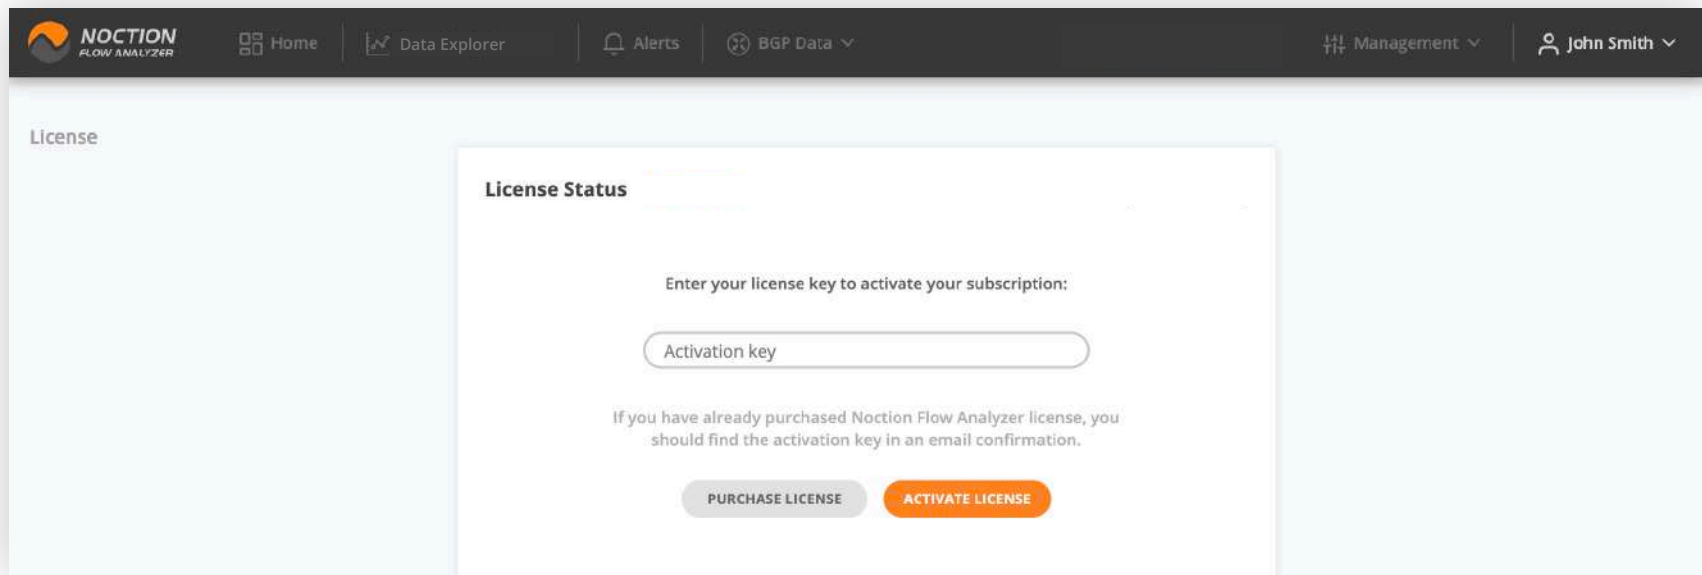 NOCTION
FLOW ANALYZER
Home
Data Explorer
Alerts
BGP Data
Management
John Smith
License
License Status
Enter your license key to activate your subscription:
Activation key
If you have already purchased Noction Flow Analyzer license, you
should find the activation key in an email confirmation.
PURCHASE LICENSE
ACTIVATE LICENSE